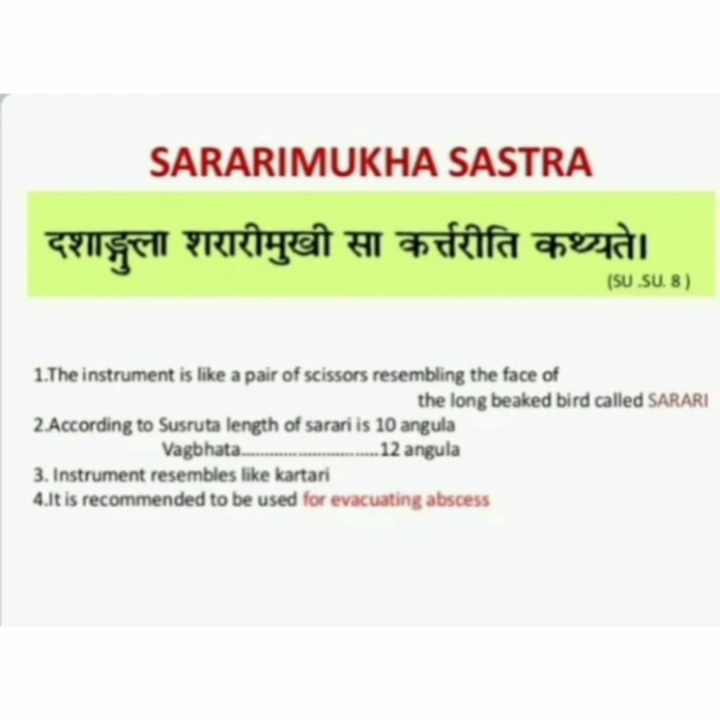 SARARIMUKHA SASTRA
दशाङ्गुला शरारीमुखी सा कर्त्तरीति कथ्यते।
(SU .SU. 8 )
1.The instrument is like a pair of scissors resembling the face of
the long beaked bird called SARARI
2.According to Susruta length of sarari is 10 angula
Vagbhata..............................12 angula
3. Instrument resembles like kartari
4.It is recommended to be used for evacuating abscess